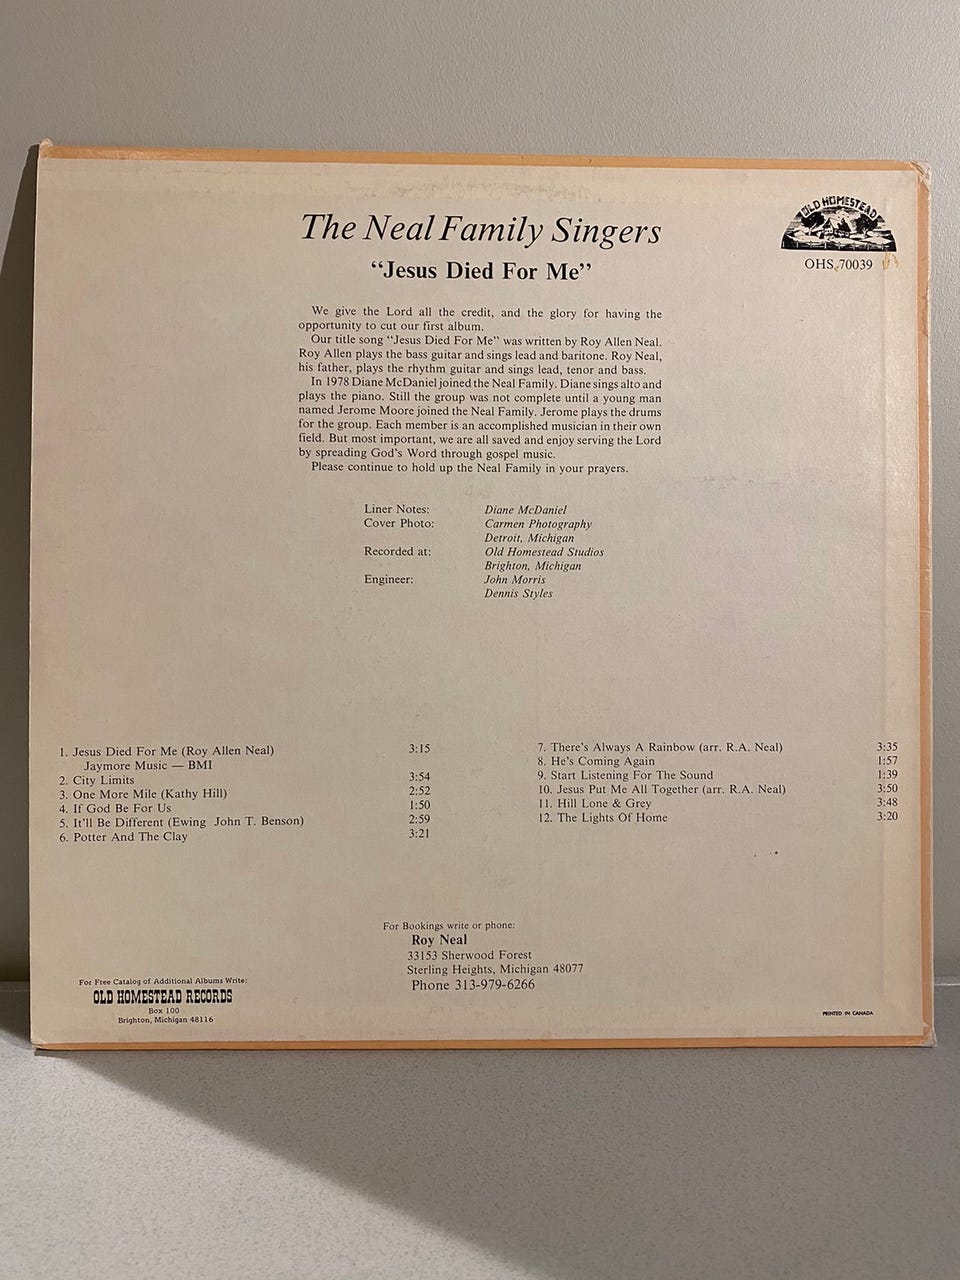 The Neal Family Singers
"Jesus Died For Me"
OLD HOMESTEAD
OHS 70039
We give the Lord all the credit, and the glory for having the
opportunity to cut our first album.
Our title song "Jesus Died For Me" was written by Roy Allen Neal.
Roy Allen plays the bass guitar and sings lead and baritone. Roy Neal,
his father, plays the rhythm guitar and sings lead, tenor and bass.
In 1978 Diane McDaniel joined the Neal Family. Diane sings alto and
plays the piano. Still the group was not complete until a young man
named Jerome Moore joined the Neal Family. Jerome plays the drums
for the group. Each member is an accomplished musician in their own
field. But most important, we are all saved and enjoy serving the Lord
by spreading God's Word through gospel music.
Please continue to hold up the Neal Family in your prayers.
Liner Notes: Diane McDaniel
Cover Photo: Carmen Photography
Detroit, Michigan
Recorded at: Old Homestead Studios
Brighton, Michigan
Engineer: John Morris
Dennis Styles
1. Jesus Died For Me (Roy Allen Neal) 3:15
Jaymore Music — BMI
2. City Limits 3:54
3. One More Mile (Kathy Hill) 2:52
4. If God Be For Us 1:50
5. It'll Be Different (Ewing John T. Benson) 2:59
6. Potter And The Clay 3:21
7. There's Always A Rainbow (arr. R.A. Neal) 3:35
8. He's Coming Again 1:57
9. Start Listening For The Sound 1:39
10. Jesus Put Me All Together (arr. R.A. Neal) 3:50
11. Hill Lone & Grey 3:48
12. The Lights Of Home 3:20
For Bookings write or phone:
Roy Neal
33153 Sherwood Forest
Sterling Heights, Michigan 48077
Phone 313-979-6266
For Free Catalog of Additional Albums Write:
OLD HOMESTEAD RECORDS
Box 100
Brighton, Michigan 48116
PRINTED IN CANADA